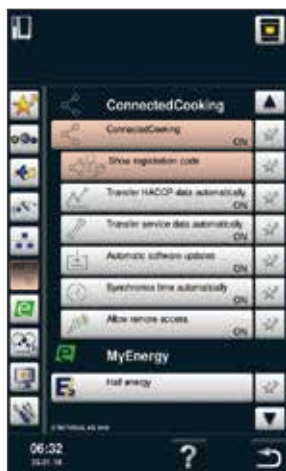 ConnectedCooking
ConnectedCooking
ON
Show registration code
Transfer HACCP data automatically
ON
Transfer service data automatically
ON
Automatic software updates
ON
Synchronise time automatically
ON
Allow remote access
ON
MyEnergy
Half energy
06:32
?